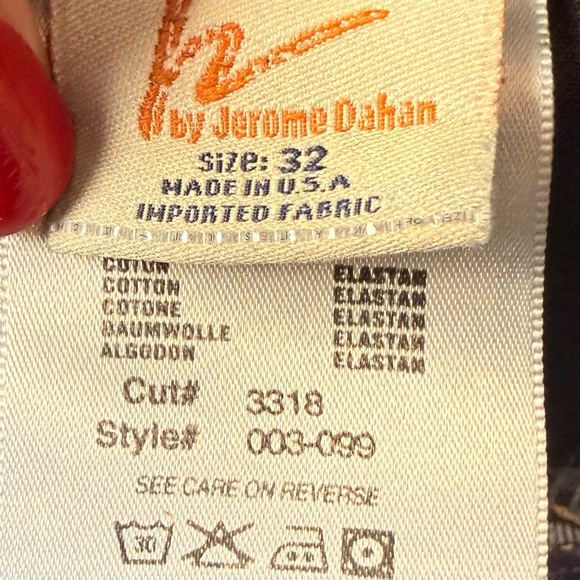 by Jerome Dahan
Size: 32
MADE IN U.S.A
IMPORTED FABRIC
ELASTAN
COTTON ELASTAN
COTONE ELASTAN
BAUMWOLLE ELASTAN
ALGODON ELASTAN
Cut# 3318
Style# 003-099
SEE CARE ON REVERSE
30